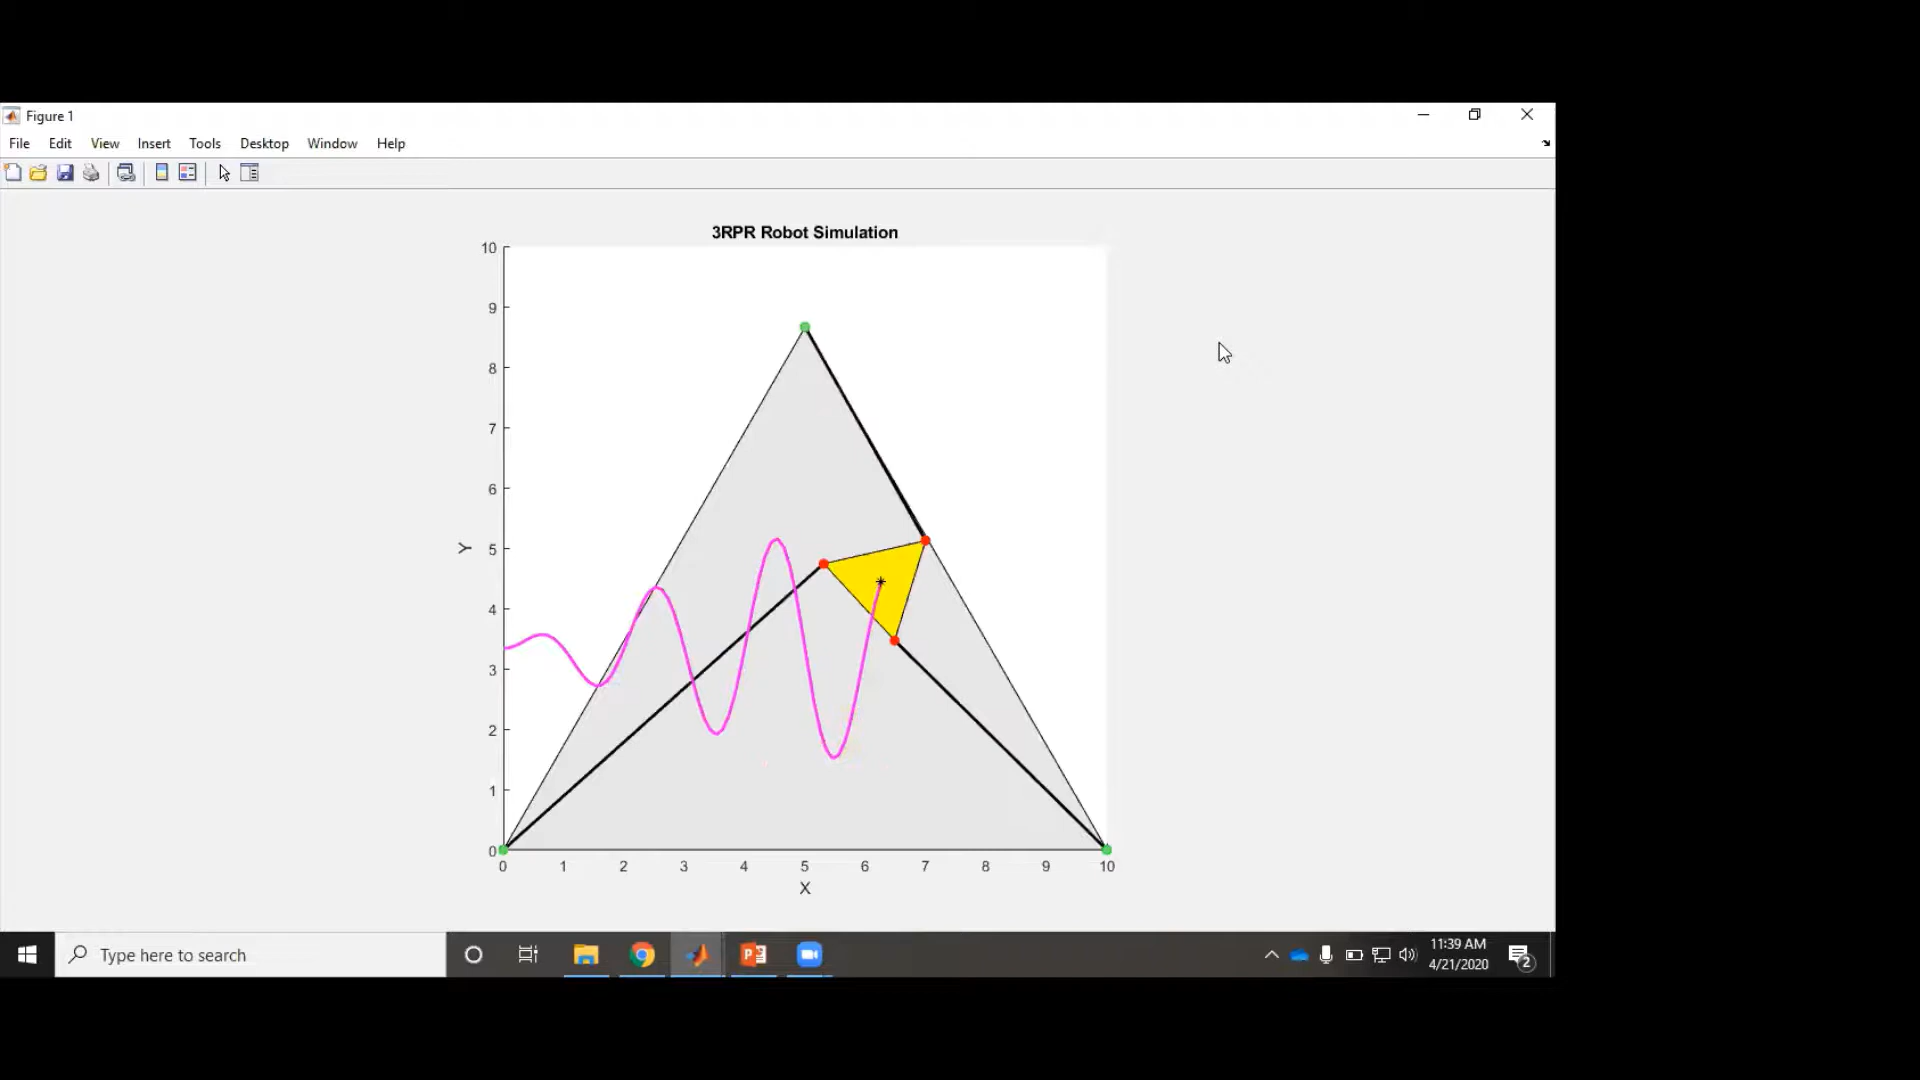 Figure 1
File Edit View Insert Tools Desktop Window Help
3RPR Robot Simulation
10
9
8
7
6
5
4
3
2
1
0
Y
0 1 2 3 4 5 6 7 8 9 10
X
Type here to search
11:39 AM
4/21/2020
2